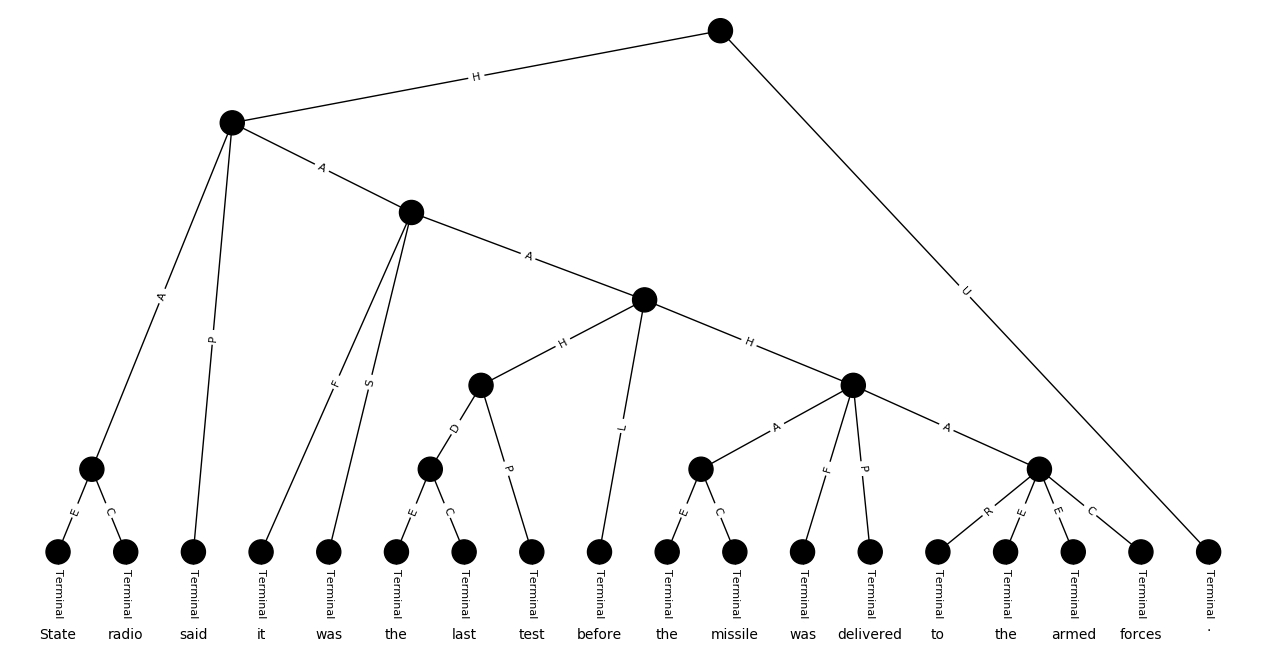 H
A
A
A
U
P
H
H
F
S
D
L
A
A
P
F
P
E
C
E
C
E
C
R
E
E
C
Terminal Terminal Terminal Terminal Terminal Terminal Terminal Terminal Terminal Terminal Terminal Terminal Terminal Terminal Terminal Terminal Terminal Terminal
State radio said it was the last test before the missile was delivered to the armed forces .